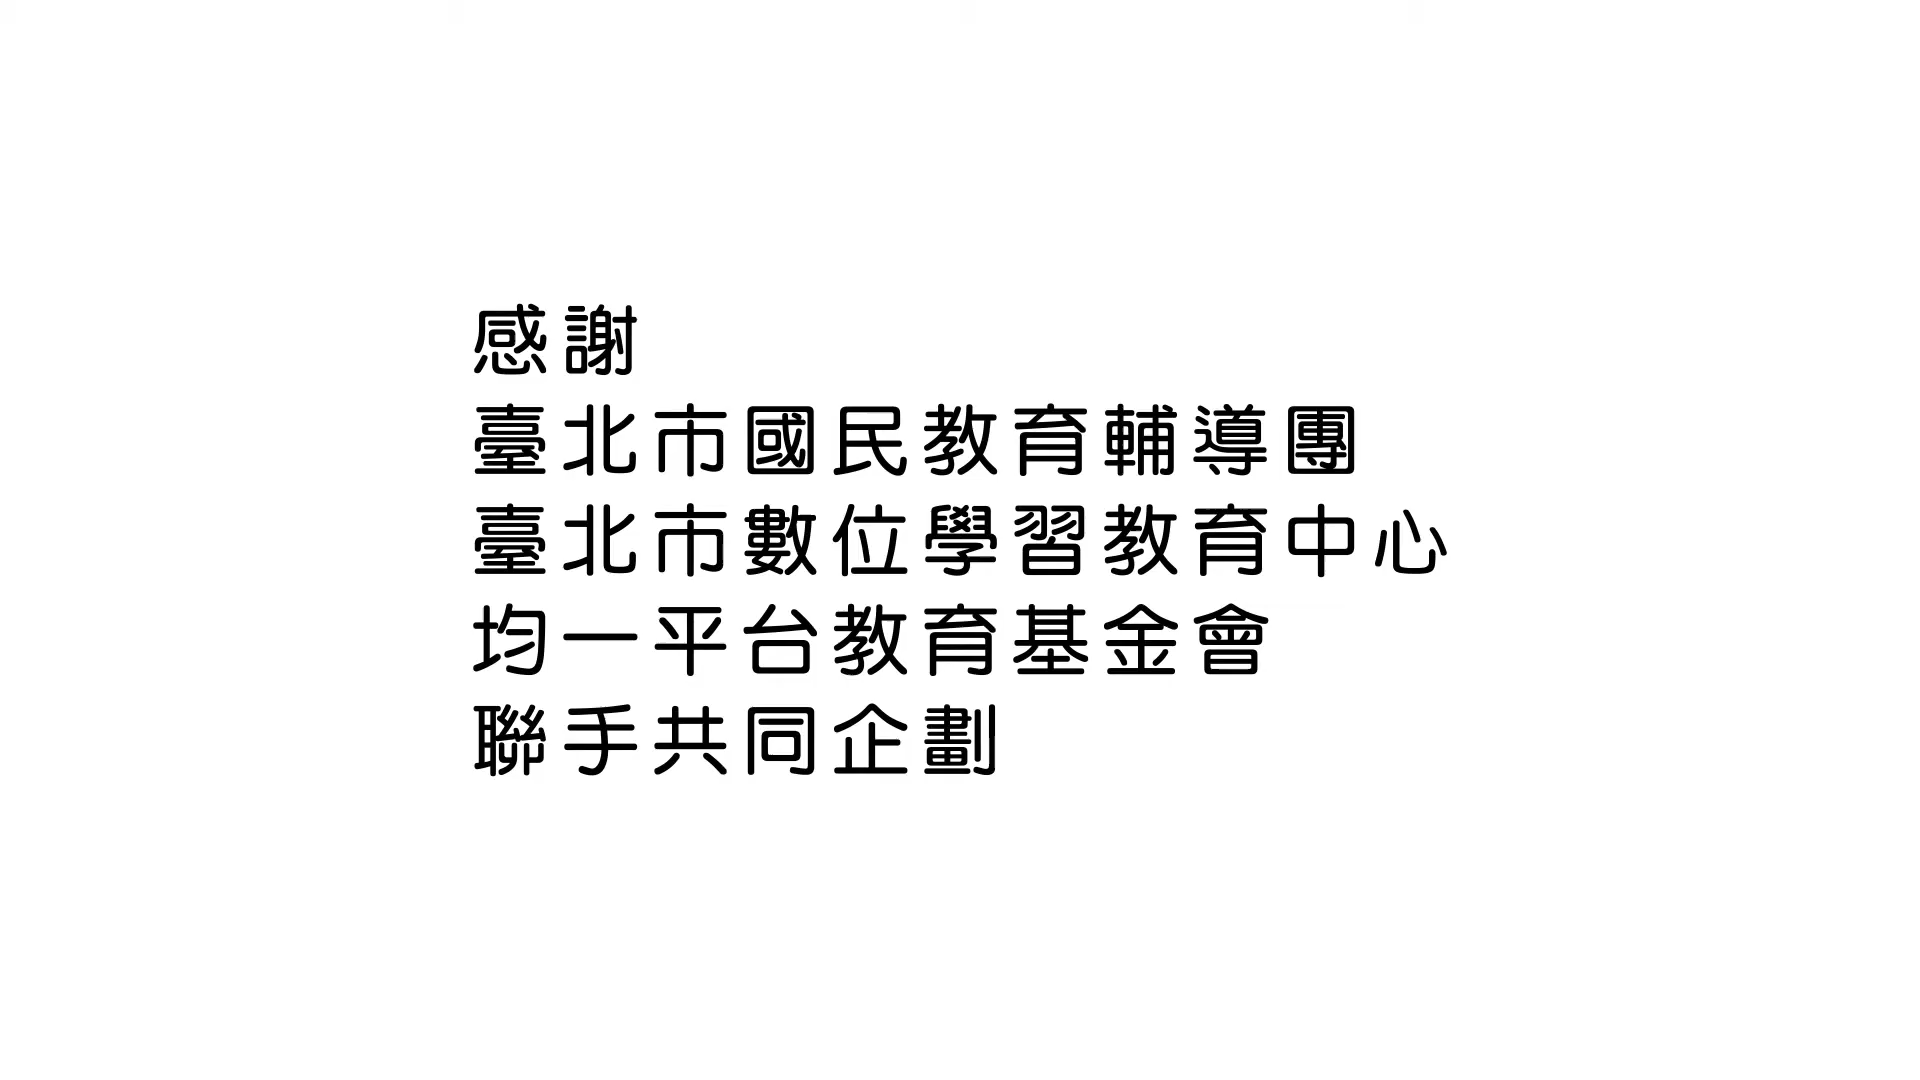 感謝
臺北市國民教育輔導團
臺北市數位學習教育中心
均一平台教育基金會
聯手共同企劃